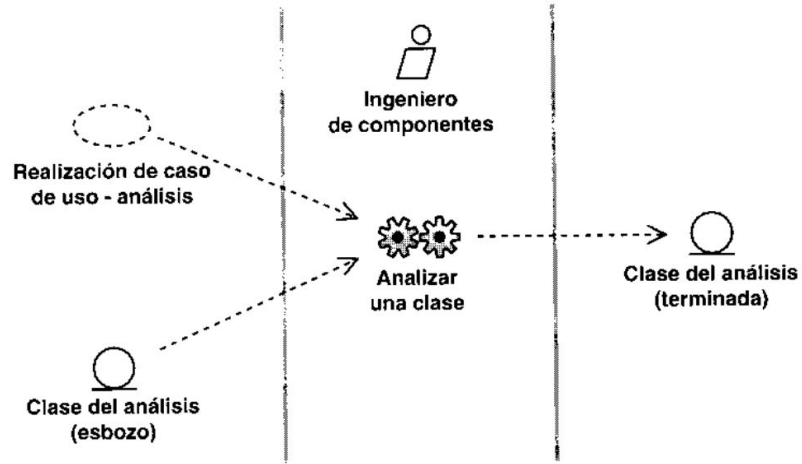 Ingeniero
de componentes
Realización de caso
de uso - análisis
Analizar
una clase
Clase del análisis
(terminada)
Clase del análisis
(esbozo)